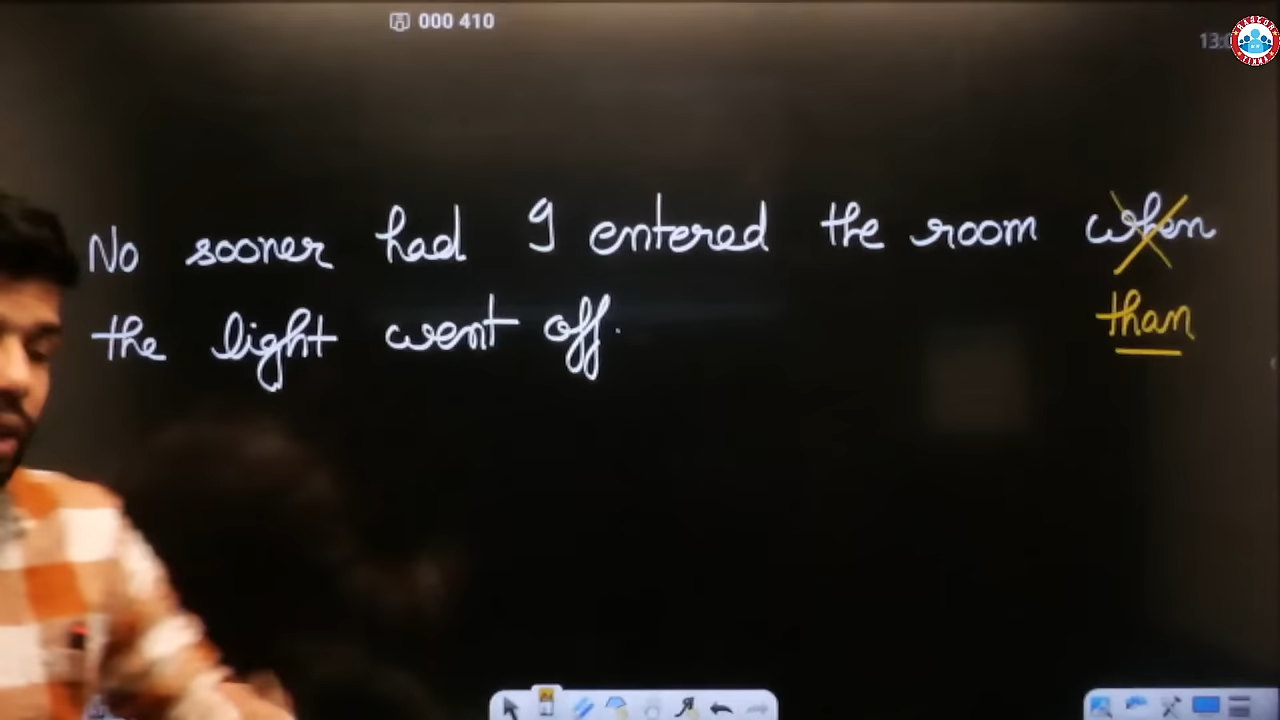 000 410
No sooner had I entered the room when
than
the light went off.